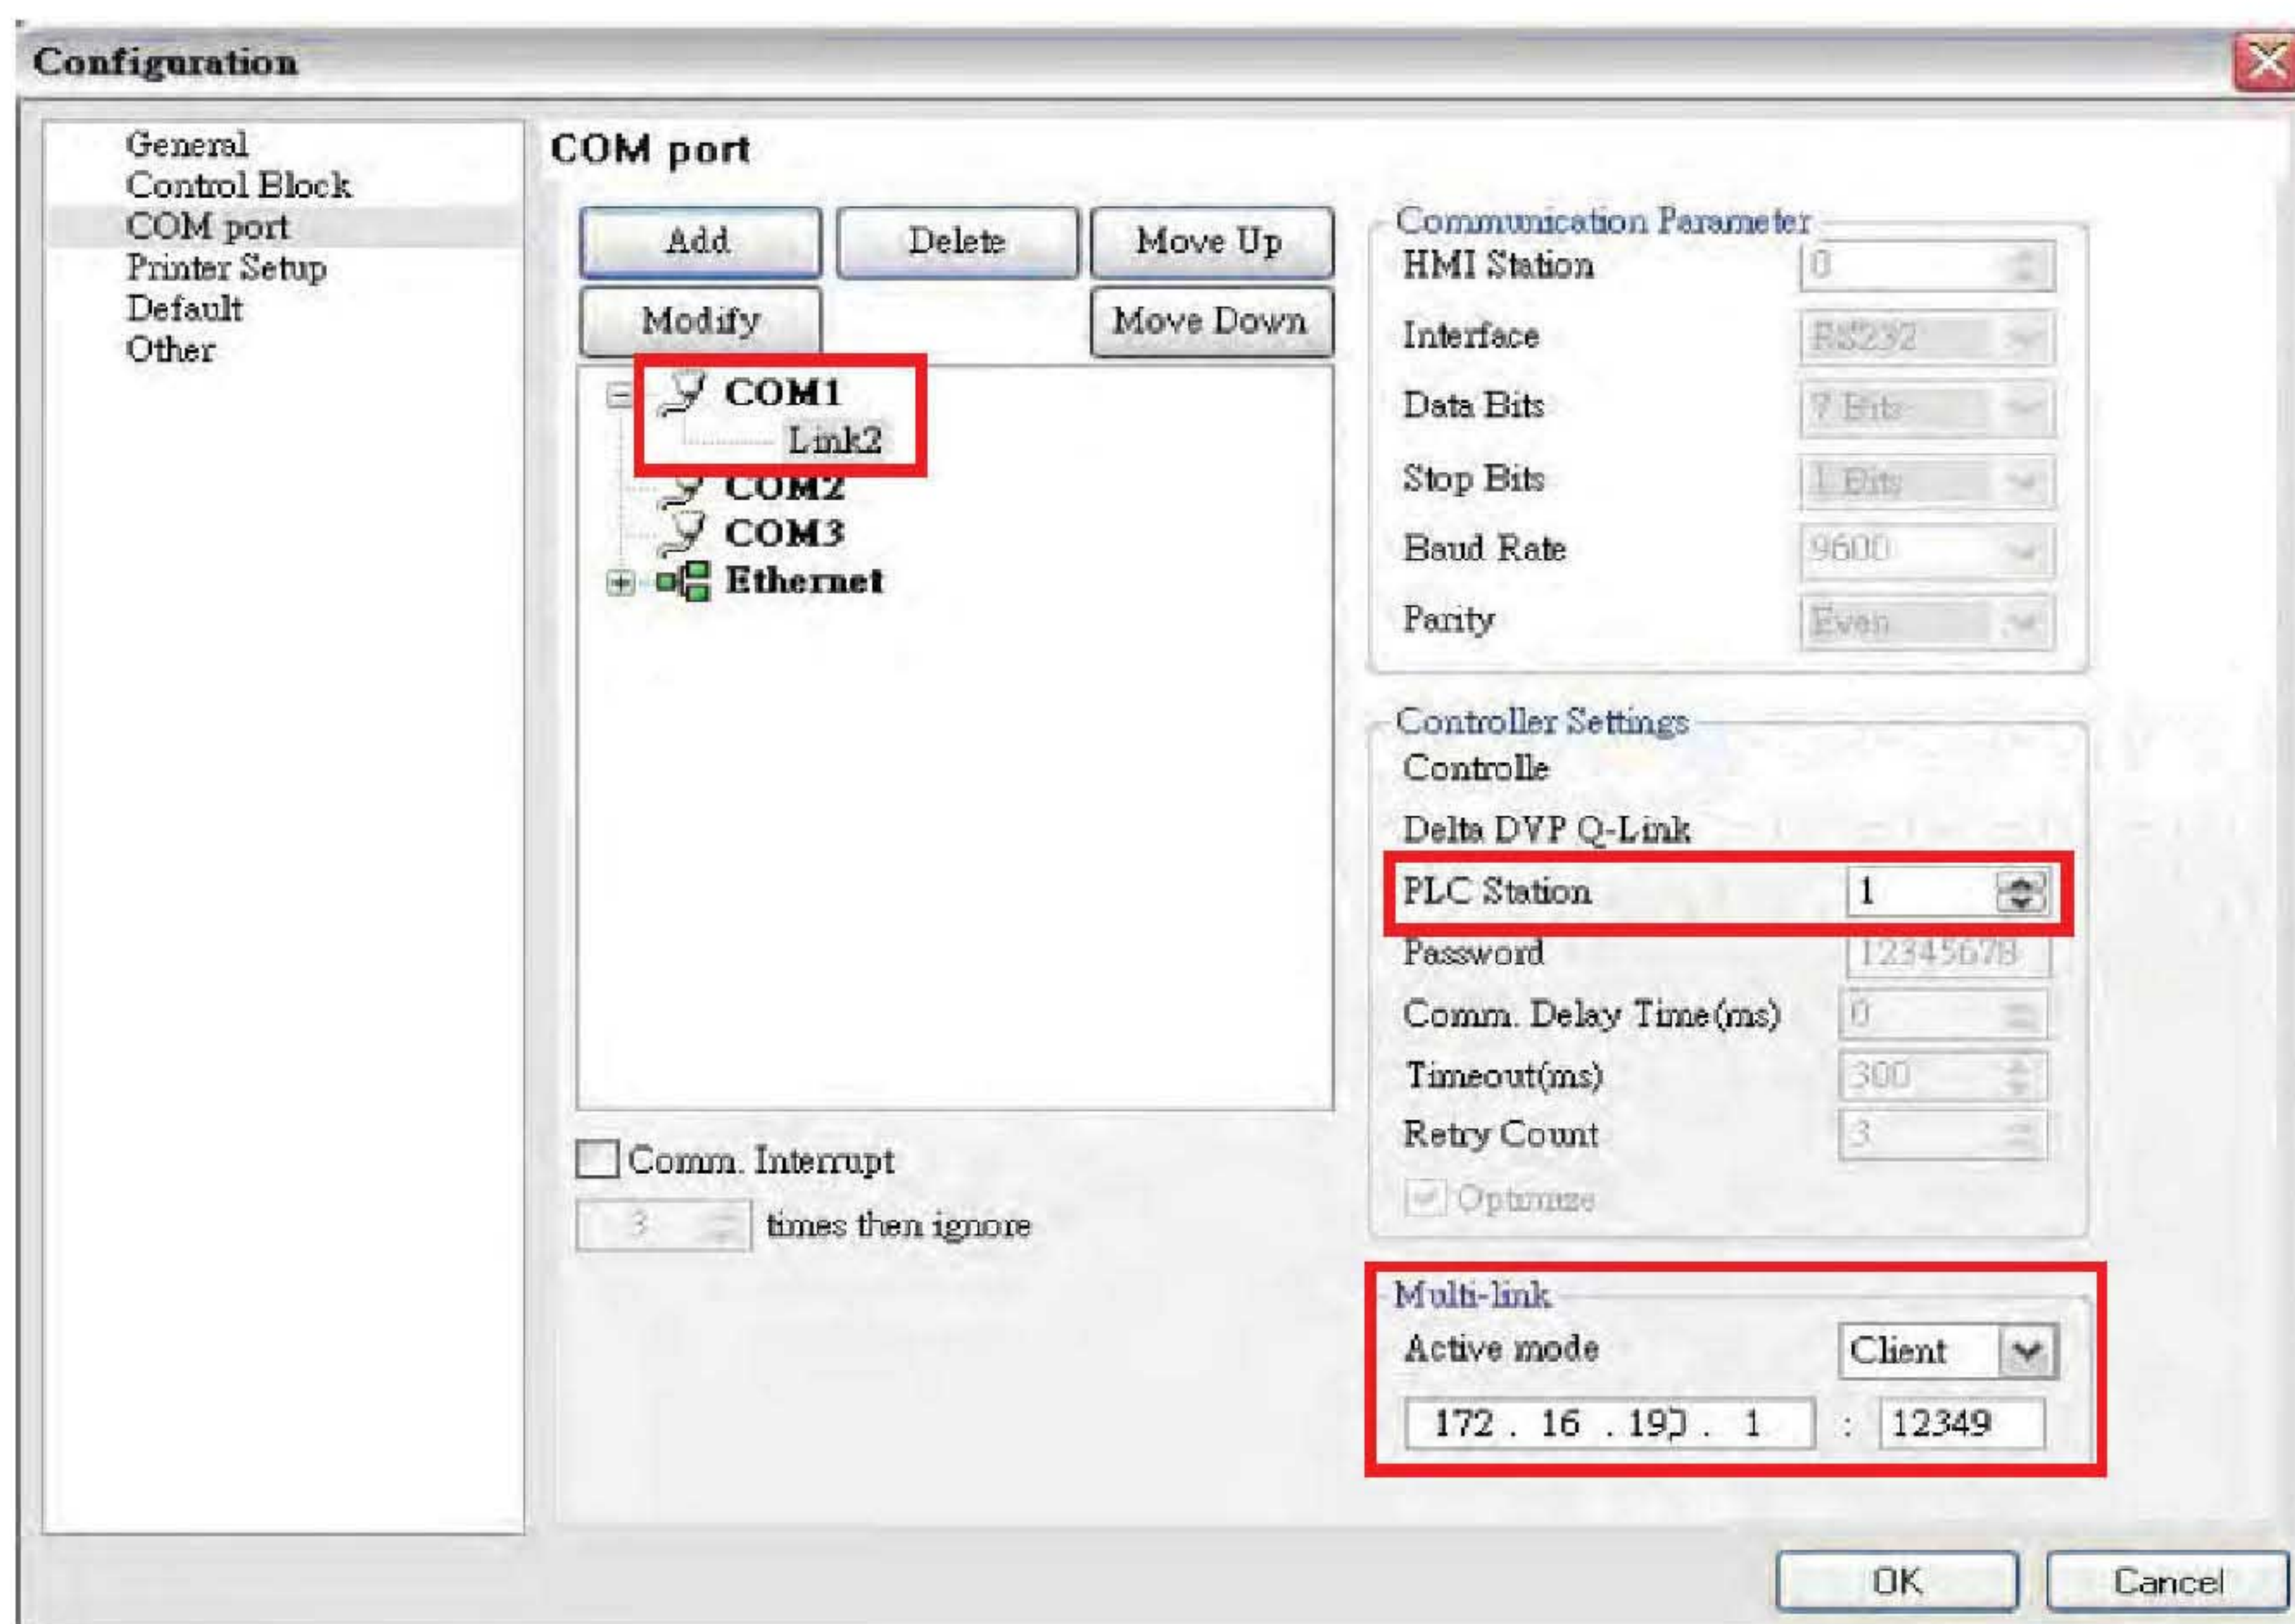 Configuration
General
Control Block
COM port
Printer Setup
Default
Other
COM port
Add
Delete
Move Up
Modify
Move Down
COM1
Link2
COM2
COM3
Ethernet
Comm. Interrupt
3 times then ignore
Communication Parameter
HMI Station 0
Interface RS232
Data Bits 7 Bits
Stop Bits 1 Bits
Baud Rate 9600
Parity Even
Controller Settings
Controlle
Delta DVP Q-Link
PLC Station 1
Password 12345678
Comm. Delay Time(ms) 0
Timeout(ms) 300
Retry Count 3
Optimize
Multi-link
Active mode Client
172 . 16 . 190 . 1 : 12349
OK
Cancel